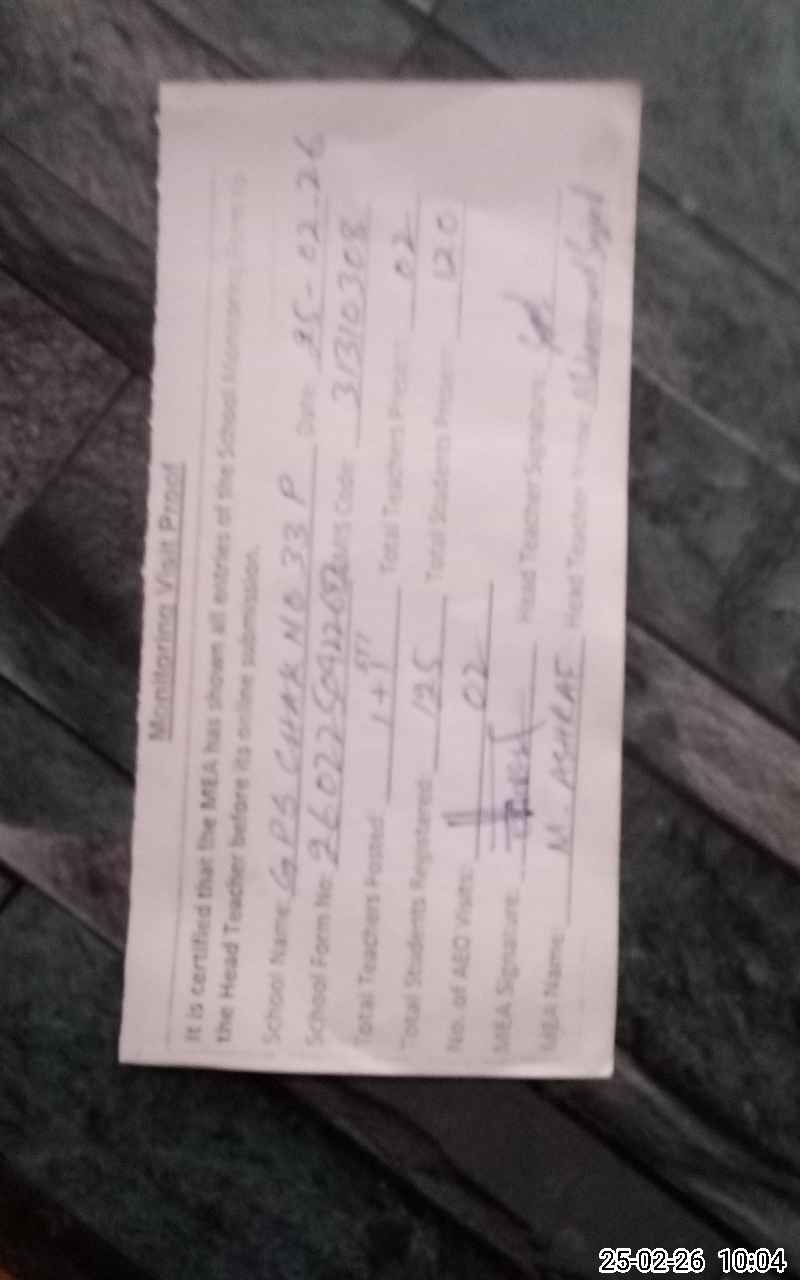 Monitoring Visit Proof
It is certified that the MEA has shown all entries of the School Monitoring Form to
the Head Teacher before its online submission.
School Name: GPS CHAK NO 33 P Date: 25-02-26
School Form No: Code: 31310308
Total Teachers Posted: 1+1 Total Teachers Present: 02
Total Students Registered: 125 Total Students Present: 120
No. of AEO Visits: 02
MEA Signature: Head Teacher Signature:
MEA Name: M. ASHRAF Head Teacher Name: Muhammad
25-02-26 10:04